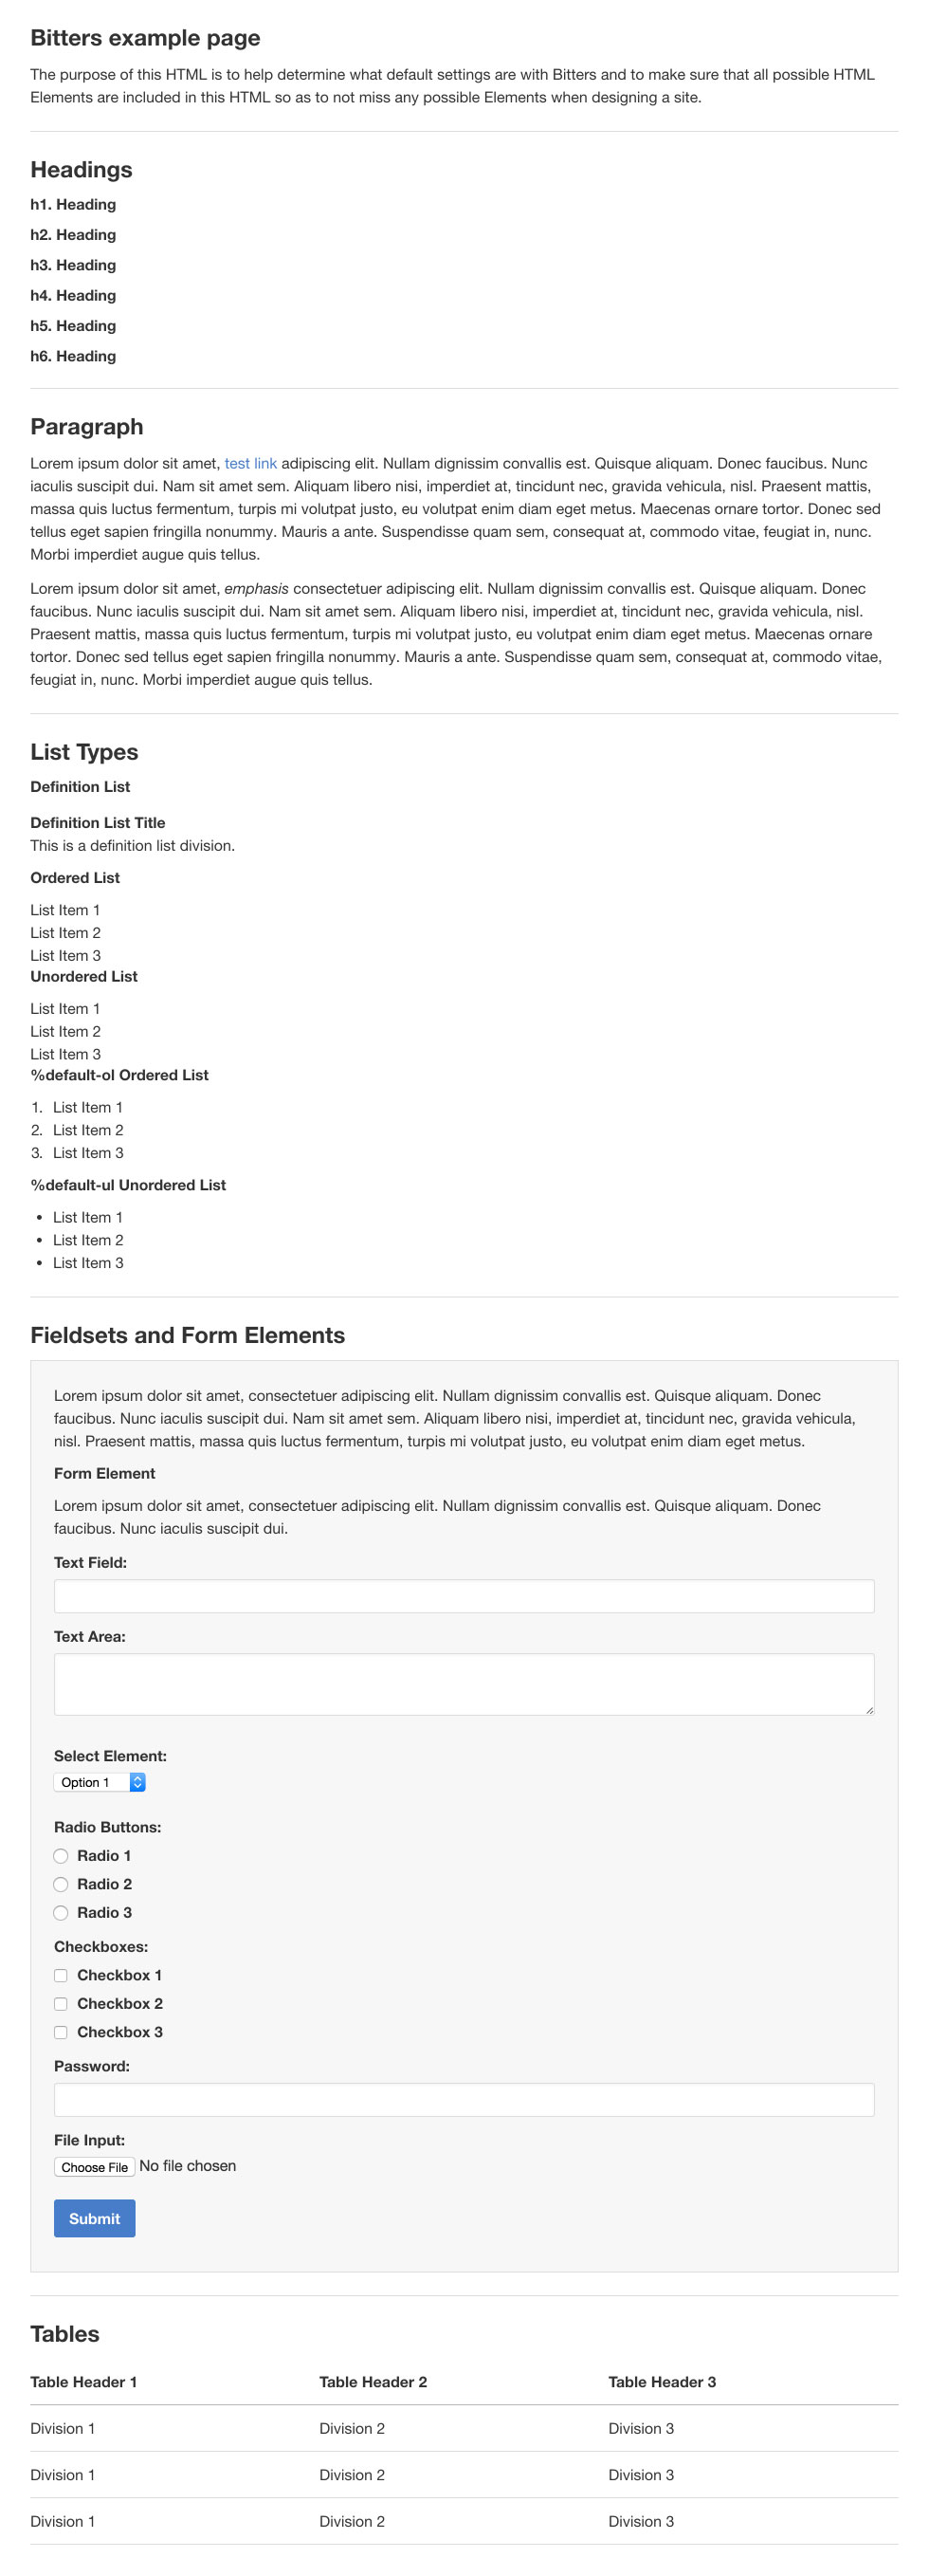 Bitters example page
The purpose of this HTML is to help determine what default settings are with Bitters and to make sure that all possible HTML
Elements are included in this HTML so as to not miss any possible Elements when designing a site.
Headings
h1. Heading
h2. Heading
h3. Heading
h4. Heading
h5. Heading
h6. Heading
Paragraph
Lorem ipsum dolor sit amet, test link adipiscing elit. Nullam dignissim convallis est. Quisque aliquam. Donec faucibus. Nunc
iaculis suscipit dui. Nam sit amet sem. Aliquam libero nisi, imperdiet at, tincidunt nec, gravida vehicula, nisl. Praesent mattis,
massa quis luctus fermentum, turpis mi volutpat justo, eu volutpat enim diam eget metus. Maecenas ornare tortor. Donec sed
tellus eget sapien fringilla nonummy. Mauris a ante. Suspendisse quam sem, consequat at, commodo vitae, feugiat in, nunc.
Morbi imperdiet augue quis tellus.
Lorem ipsum dolor sit amet, emphasis consectetuer adipiscing elit. Nullam dignissim convallis est. Quisque aliquam. Donec
faucibus. Nunc iaculis suscipit dui. Nam sit amet sem. Aliquam libero nisi, imperdiet at, tincidunt nec, gravida vehicula, nisl.
Praesent mattis, massa quis luctus fermentum, turpis mi volutpat justo, eu volutpat enim diam eget metus. Maecenas ornare
tortor. Donec sed tellus eget sapien fringilla nonummy. Mauris a ante. Suspendisse quam sem, consequat at, commodo vitae,
feugiat in, nunc. Morbi imperdiet augue quis tellus.
List Types
Definition List
Definition List Title
This is a definition list division.
Ordered List
List Item 1
List Item 2
List Item 3
Unordered List
List Item 1
List Item 2
List Item 3
%default-ol Ordered List
1. List Item 1
2. List Item 2
3. List Item 3
%default-ul Unordered List
• List Item 1
• List Item 2
• List Item 3
Fieldsets and Form Elements
Lorem ipsum dolor sit amet, consectetuer adipiscing elit. Nullam dignissim convallis est. Quisque aliquam. Donec
faucibus. Nunc iaculis suscipit dui. Nam sit amet sem. Aliquam libero nisi, imperdiet at, tincidunt nec, gravida vehicula,
nisl. Praesent mattis, massa quis luctus fermentum, turpis mi volutpat justo, eu volutpat enim diam eget metus.
Form Element
Lorem ipsum dolor sit amet, consectetuer adipiscing elit. Nullam dignissim convallis est. Quisque aliquam. Donec
faucibus. Nunc iaculis suscipit dui.
Text Field:
Text Area:
Select Element:
Option 1
Radio Buttons:
Radio 1
Radio 2
Radio 3
Checkboxes:
Checkbox 1
Checkbox 2
Checkbox 3
Password:
File Input:
Choose File No file chosen
Submit
Tables
Table Header 1 Table Header 2 Table Header 3
Division 1 Division 2 Division 3
Division 1 Division 2 Division 3
Division 1 Division 2 Division 3